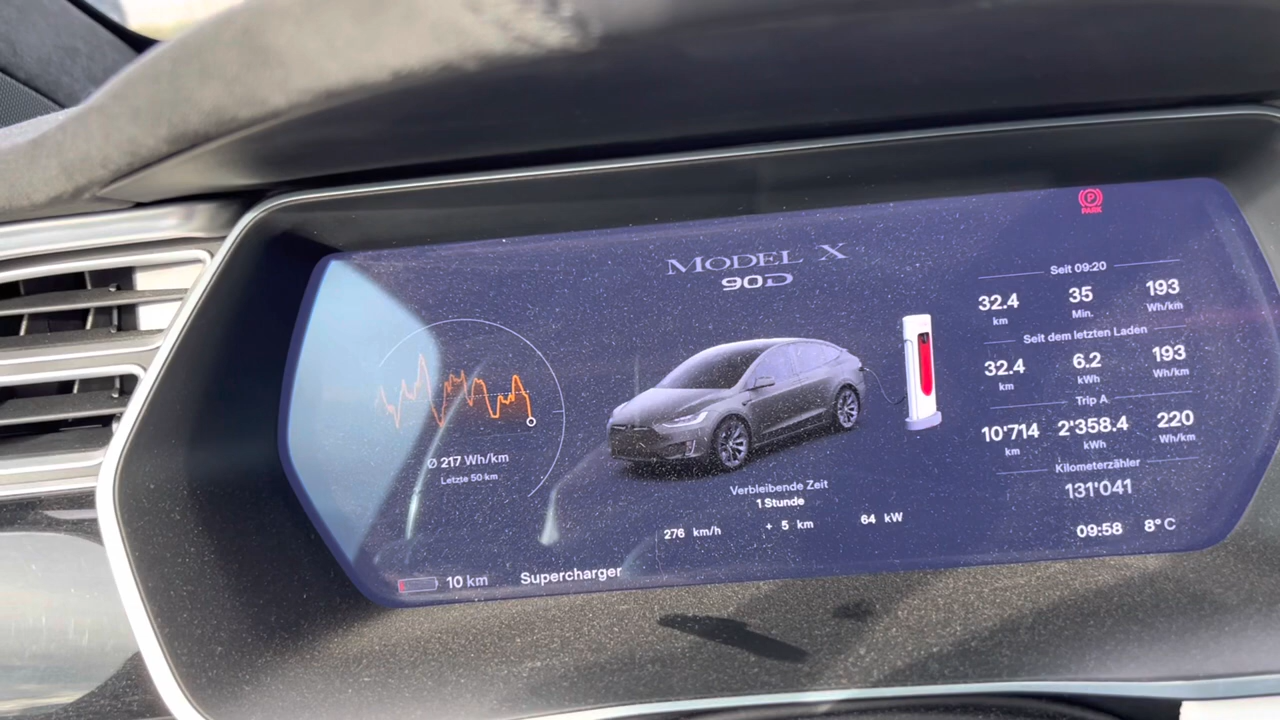 PARK
MODEL X
90D
Ø 217 Wh/km
Letzte 50 km
Verbleibende Zeit
1 Stunde
276 km/h
+ 5 km
64 kW
10 km
Supercharger
Seit 09:20
32.4 35 193
km Min. Wh/km
Seit dem letzten Laden
32.4 6.2 193
km kWh Wh/km
Trip A
10'714 2'358.4 220
km kWh Wh/km
Kilometerzähler
131'041
09:58 8° C